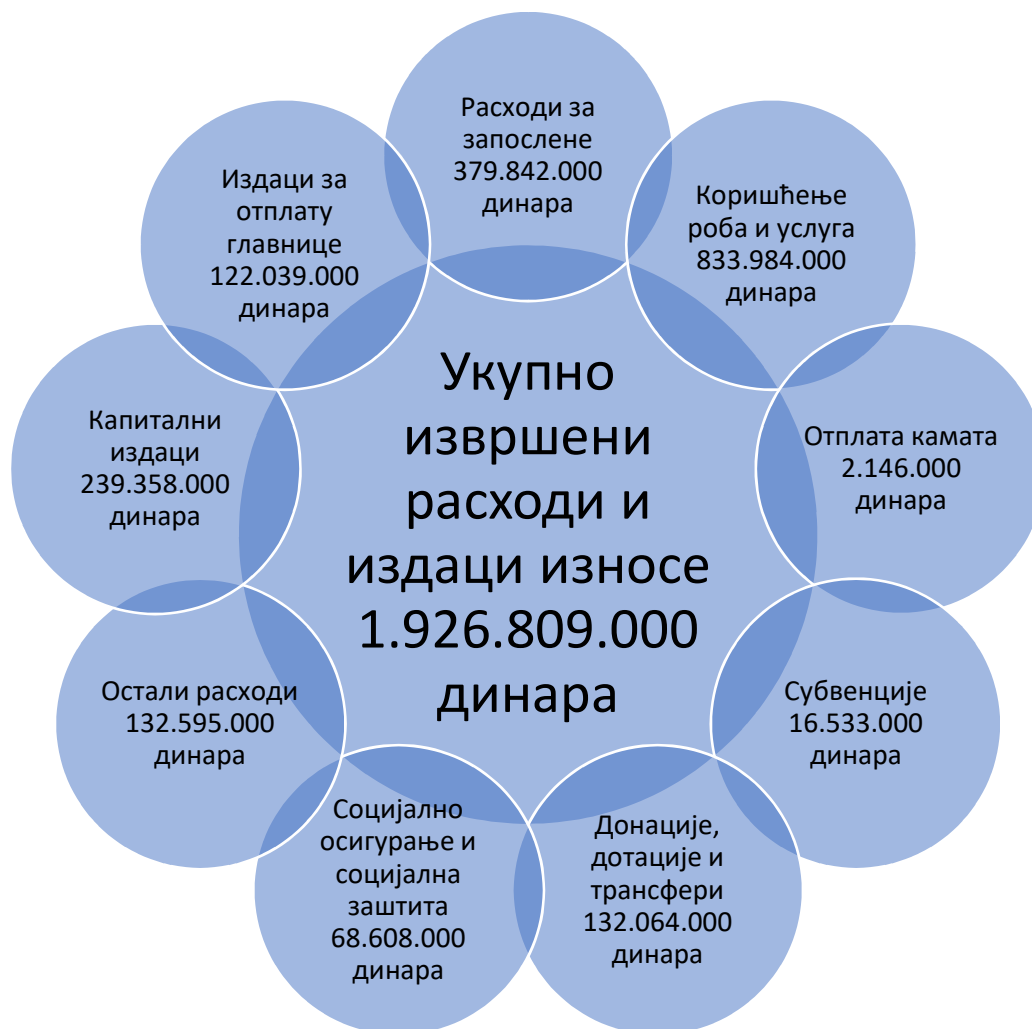 Расходи за
запослене
379.842.000
динара
Коришћење
роба и услуга
833.984.000
динара
Отплата камата
2.146.000
динара
Субвенције
16.533.000
динара
Донације,
дотације и
трансфери
132.064.000
динара
Социјално
осигурање и
социјална
заштита
68.608.000
динара
Остали расходи
132.595.000
динара
Капитални
издаци
239.358.000
динара
Издаци за
отплату
главнице
122.039.000
динара
Укупно
извршени
расходи и
издаци износе
1.926.809.000
динара